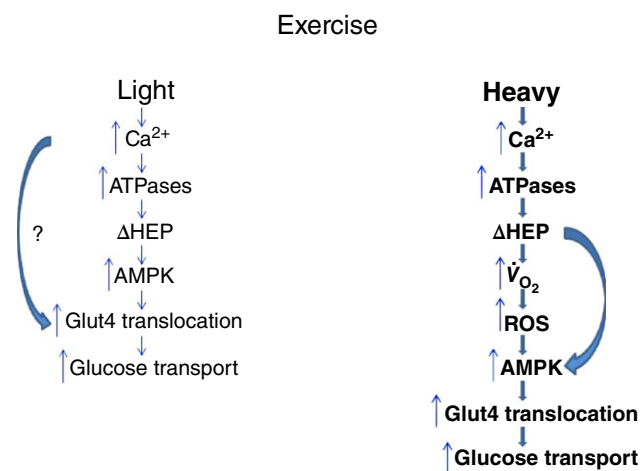 Exercise
Light
Ca²⁺
ATPases
ΔHEP
?
AMPK
Glut4 translocation
Glucose transport
Heavy
Ca²⁺
ATPases
ΔHEP
V̇O₂
ROS
AMPK
Glut4 translocation
Glucose transport